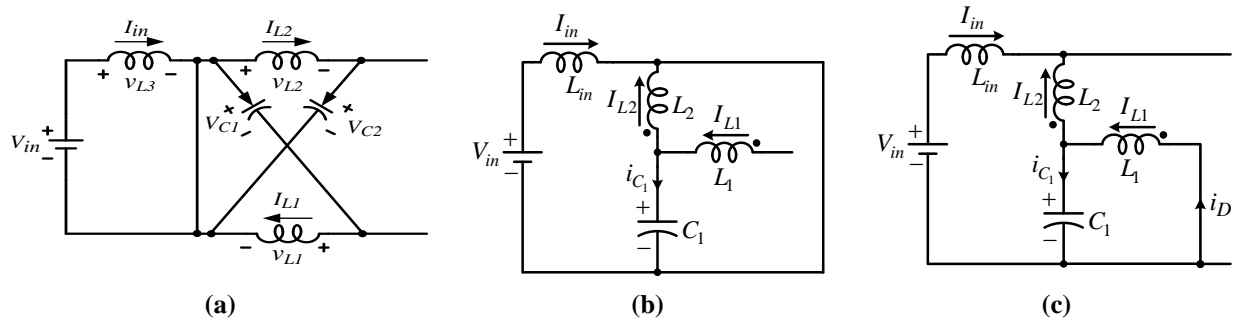 I_in
I_L2
+ - + -
v_L3 v_L2
+ +
V_C1 V_C2
- -
V_in + -
I_L1
- +
v_L1
(a)
I_in
L_in
I_L2 L_2
I_L1
L_1
V_in + -
i_C1
+
C_1
-
(b)
I_in
L_in
I_L2 L_2
I_L1
L_1
V_in + -
i_C1
+
C_1
-
i_D
(c)